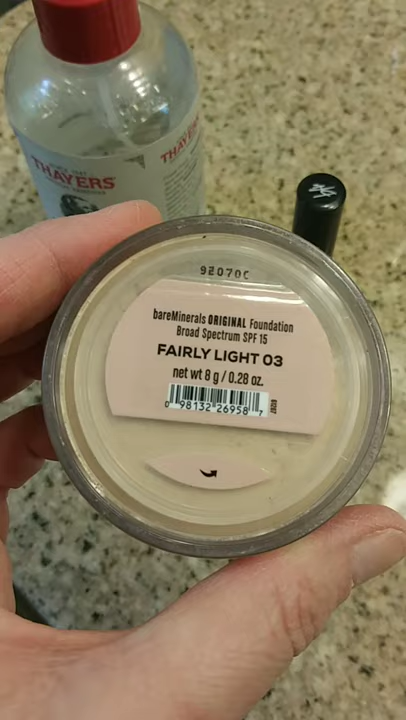 THAYERS
THAYERS
92070C
bareMinerals ORIGINAL Foundation
Broad Spectrum SPF 15
FAIRLY LIGHT 03
net wt 8 g / 0.28 oz.
0 98132 26958 7